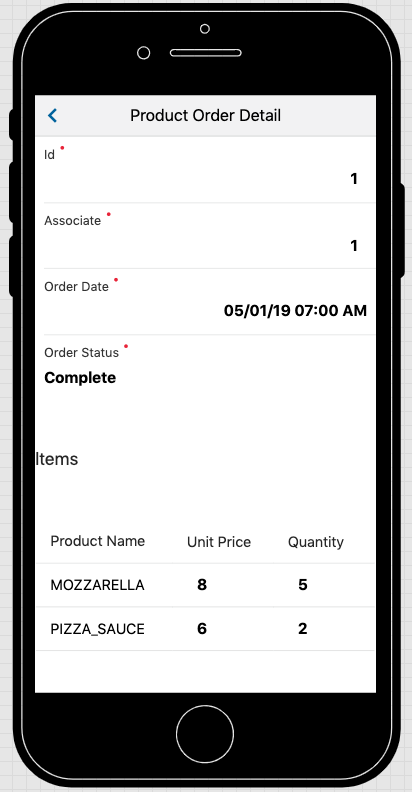 Product Order Detail
Id
1
Associate
1
Order Date
05/01/19 07:00 AM
Order Status
Complete
Items
Product Name Unit Price Quantity
MOZZARELLA 8 5
PIZZA_SAUCE 6 2